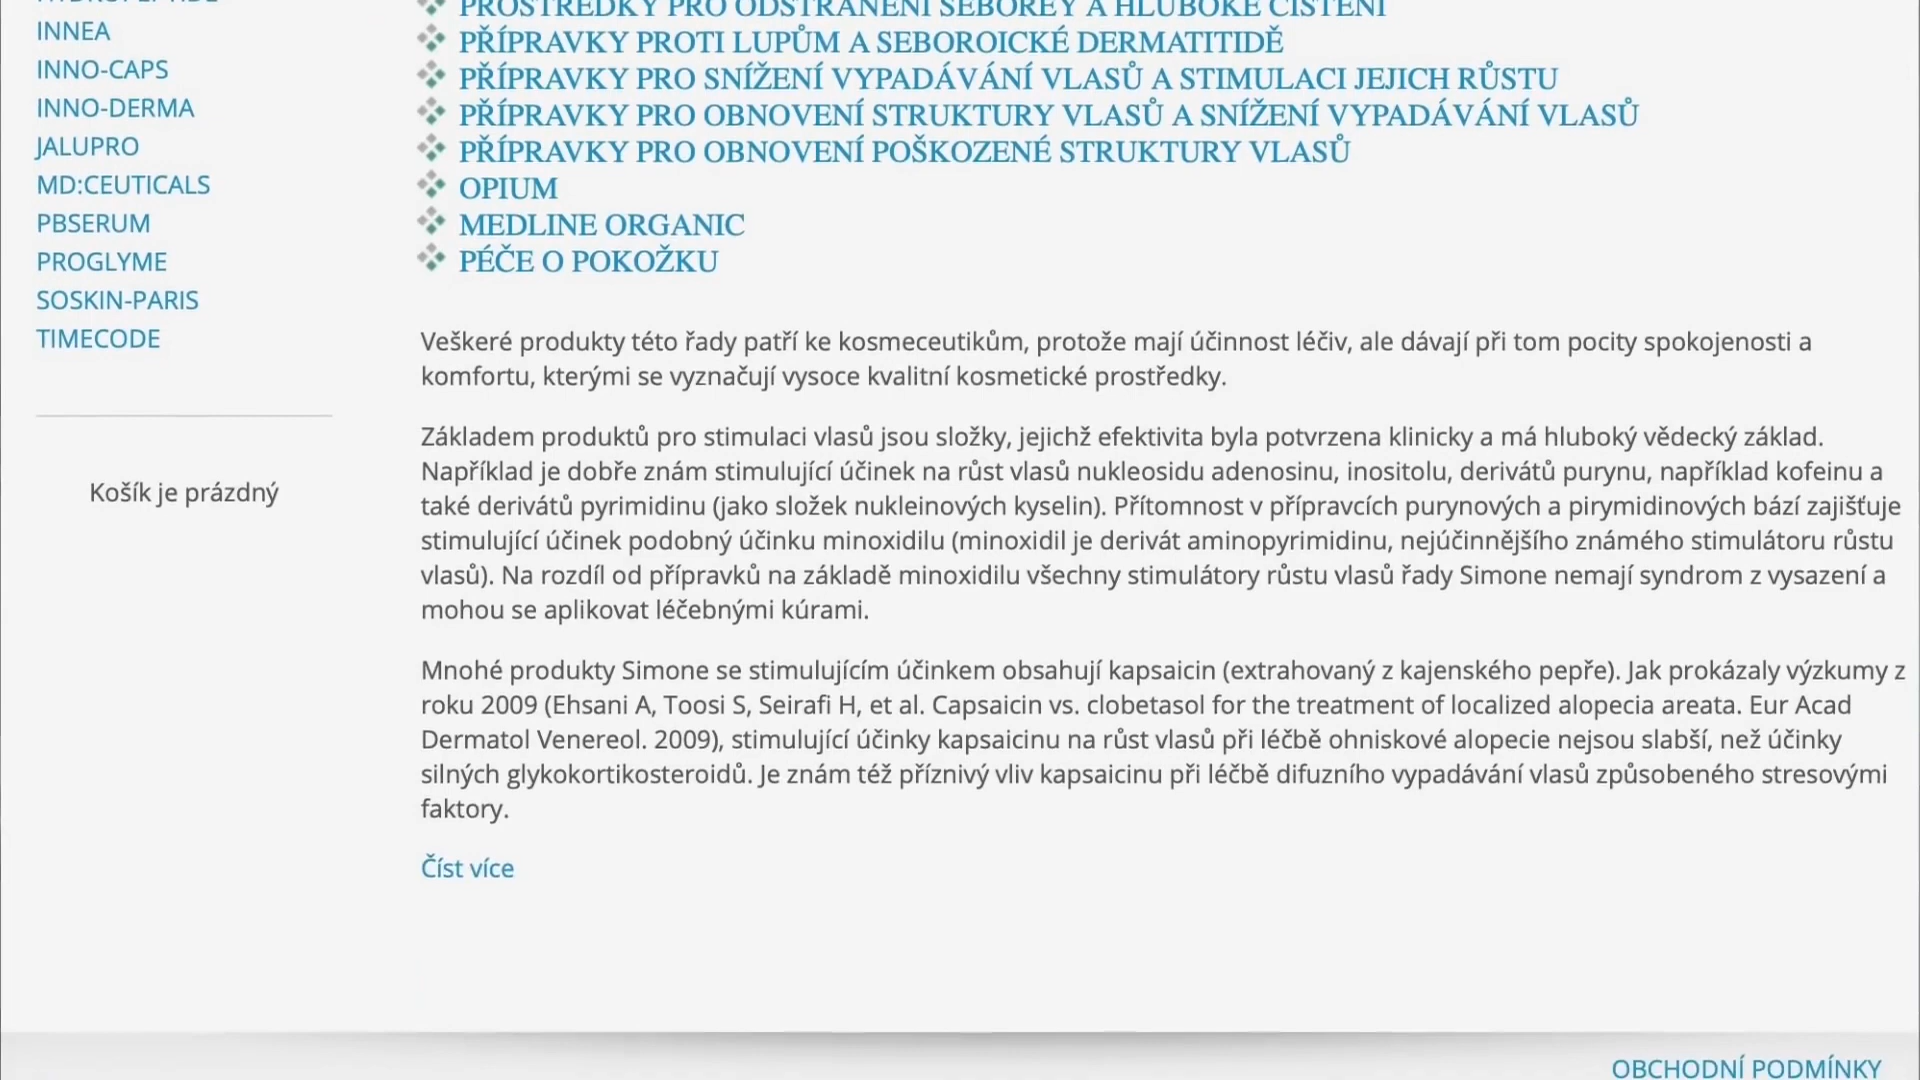 INNEA
INNO-CAPS
INNO-DERMA
JALUPRO
MD:CEUTICALS
PBSERUM
PROGLYME
SOSKIN-PARIS
TIMECODE
Košík je prázdný
PROSTŘEDKY PRO ODSTRANĚNÍ SEBOREY A HLUBOKÉ ČIŠTĚNÍ
PŘÍPRAVKY PROTI LUPŮM A SEBOROICKÉ DERMATITIDĚ
PŘÍPRAVKY PRO SNÍŽENÍ VYPADÁVÁNÍ VLASŮ A STIMULACI JEJICH RŮSTU
PŘÍPRAVKY PRO OBNOVENÍ STRUKTURY VLASŮ A SNÍŽENÍ VYPADÁVÁNÍ VLASŮ
PŘÍPRAVKY PRO OBNOVENÍ POŠKOZENÉ STRUKTURY VLASŮ
OPIUM
MEDLINE ORGANIC
PÉČE O POKOŽKU
Veškeré produkty této řady patří ke kosmeceutikům, protože mají účinnost léčiv, ale dávají při tom pocity spokojenosti a
komfortu, kterými se vyznačují vysoce kvalitní kosmetické prostředky.
Základem produktů pro stimulaci vlasů jsou složky, jejichž efektivita byla potvrzena klinicky a má hluboký vědecký základ.
Například je dobře znám stimulující účinek na růst vlasů nukleosidu adenosinu, inositolu, derivátů purynu, například kofeinu a
také derivátů pyrimidinu (jako složek nukleinových kyselin). Přítomnost v přípravcích purynových a pirymidinových bází zajišťuje
stimulující účinek podobný účinku minoxidilu (minoxidil je derivát aminopyrimidinu, nejúčinnějšího známého stimulátoru růstu
vlasů). Na rozdíl od přípravků na základě minoxidilu všechny stimulátory růstu vlasů řady Simone nemají syndrom z vysazení a
mohou se aplikovat léčebnými kúrami.
Mnohé produkty Simone se stimulujícím účinkem obsahují kapsaicin (extrahovaný z kajenského pepře). Jak prokázaly výzkumy z
roku 2009 (Ehsani A, Toosi S, Seirafi H, et al. Capsaicin vs. clobetasol for the treatment of localized alopecia areata. Eur Acad
Dermatol Venereol. 2009), stimulující účinky kapsaicinu na růst vlasů při léčbě ohniskové alopecie nejsou slabší, než účinky
silných glykokortikosteroidů. Je znám též příznivý vliv kapsaicinu při léčbě difuzního vypadávání vlasů způsobeného stresovými
faktory.
Číst více
OBCHODNÍ PODMÍNKY